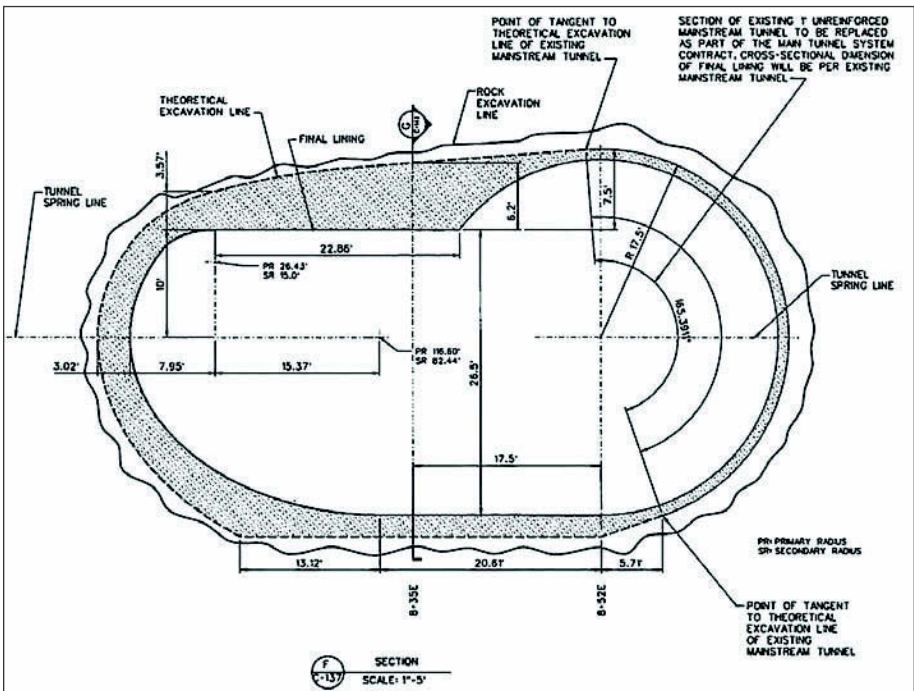 POINT OF TANGENT TO
THEORETICAL EXCAVATION
LINE OF EXISTING
MAINSTREAM TUNNEL
SECTION OF EXISTING 1' UNREINFORCED
MAINSTREAM TUNNEL TO BE REPLACED
AS PART OF THE MAIN TUNNEL SYSTEM
CONTRACT, CROSS-SECTIONAL DIMENSION
OF FINAL LINING WILL BE PER EXISTING
MAINSTREAM TUNNEL
THEORETICAL
EXCAVATION LINE
ROCK
EXCAVATION
LINE
G
FINAL LINING
3.57'
TUNNEL
SPRING LINE
6.2'
7.5'
R 17.5'
22.86'
PR 26.43'
SR 15.0'
10'
165.3911°
TUNNEL
SPRING LINE
PR 116.60'
SR 82.44'
3.02'
7.95'
15.37'
26.5'
17.5'
PR: PRIMARY RADIUS
SR: SECONDARY RADIUS
13.12'
20.61'
5.71'
8+35E
8+52E
POINT OF TANGENT
TO THEORETICAL
EXCAVATION LINE
OF EXISTING
MAINSTREAM TUNNEL
F
C-137
SECTION
SCALE: 1"-5'